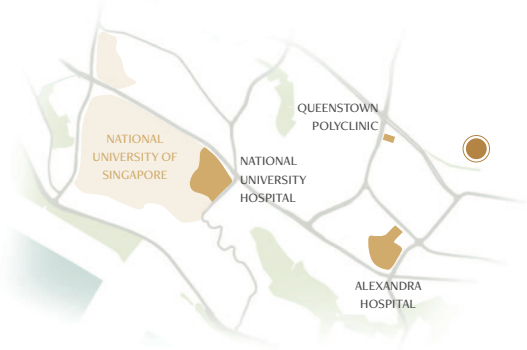 QUEENSTOWN
POLYCLINIC
NATIONAL
UNIVERSITY OF
SINGAPORE
NATIONAL
UNIVERSITY
HOSPITAL
ALEXANDRA
HOSPITAL